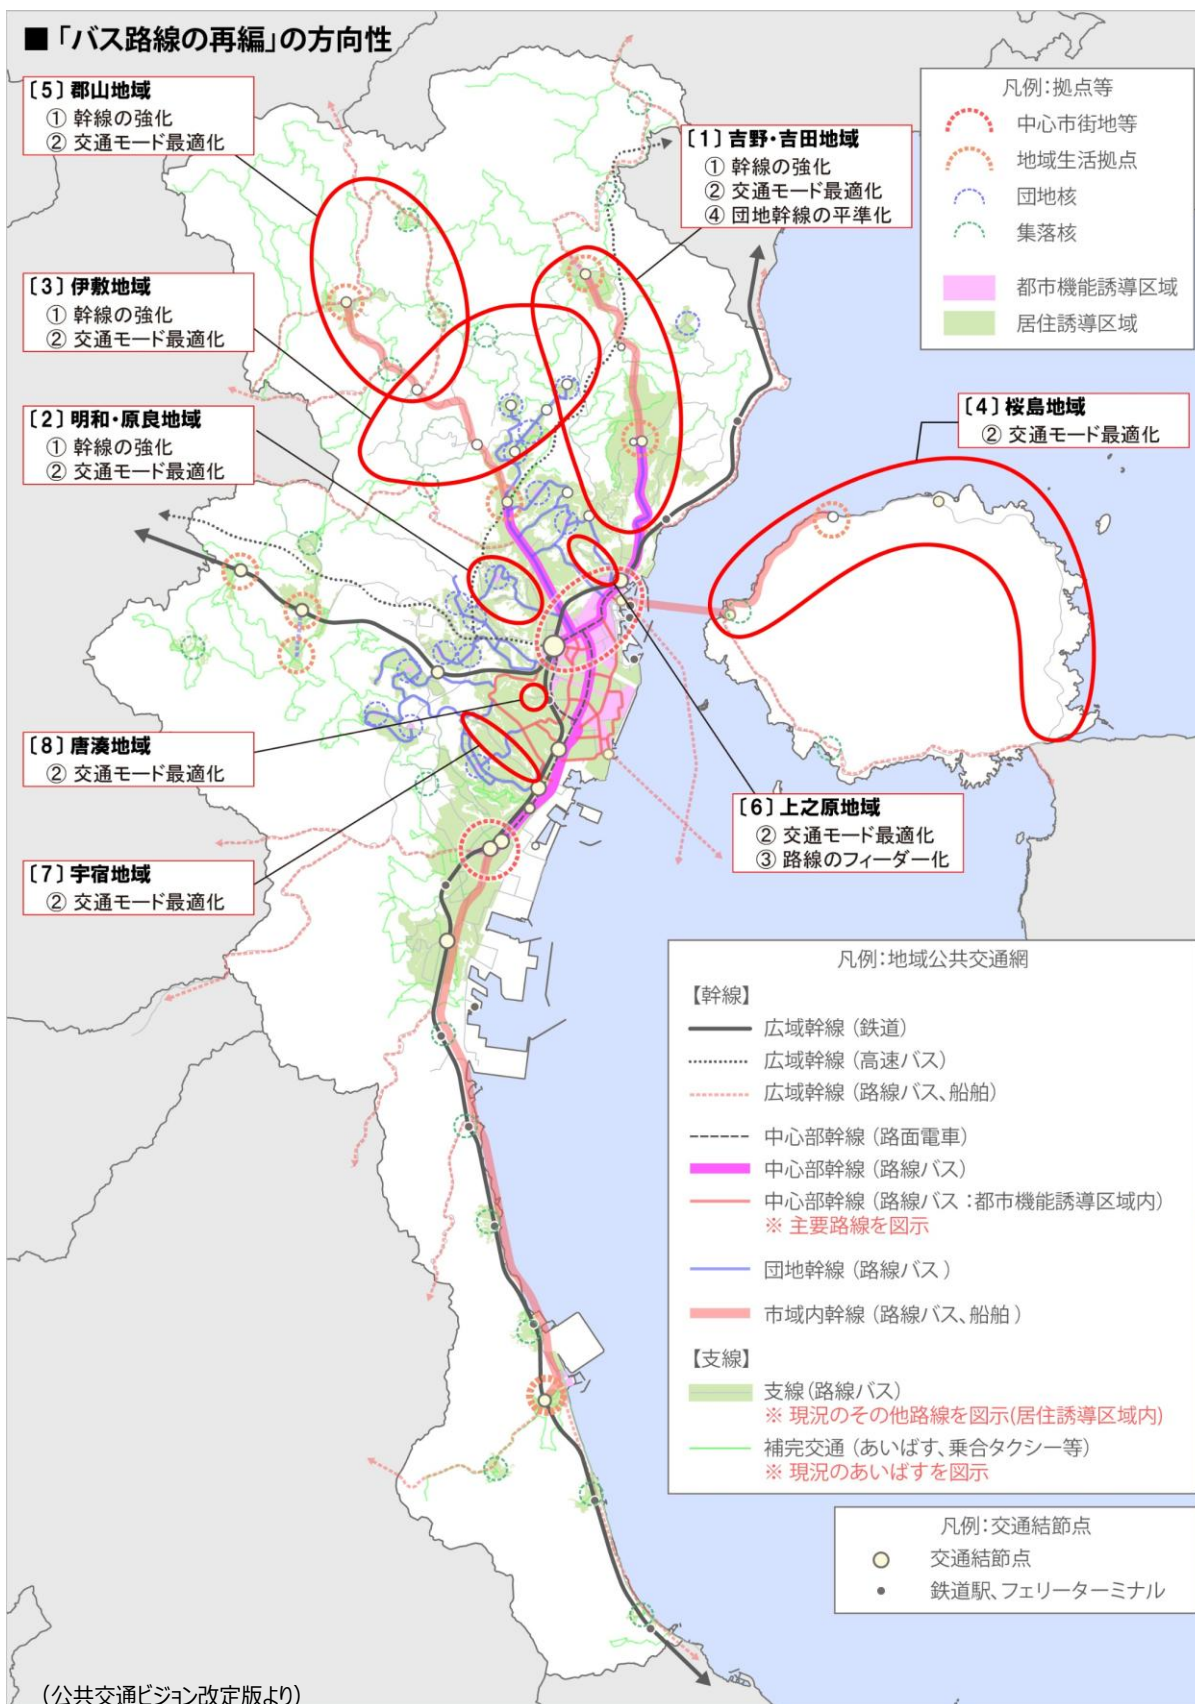 ■「バス路線の再編」の方向性
〔5〕郡山地域
① 幹線の強化
② 交通モード最適化
〔1〕吉野・吉田地域
① 幹線の強化
② 交通モード最適化
④ 団地幹線の平準化
凡例:拠点等
中心市街地等
地域生活拠点
団地核
集落核
都市機能誘導区域
居住誘導区域
〔3〕伊敷地域
① 幹線の強化
② 交通モード最適化
〔2〕明和・原良地域
① 幹線の強化
② 交通モード最適化
〔4〕桜島地域
② 交通モード最適化
〔8〕唐湊地域
② 交通モード最適化
〔6〕上之原地域
② 交通モード最適化
③ 路線のフィーダー化
〔7〕宇宿地域
② 交通モード最適化
凡例:地域公共交通網
【幹線】
広域幹線(鉄道)
広域幹線(高速バス)
広域幹線(路線バス、船舶)
中心部幹線(路面電車)
中心部幹線(路線バス)
中心部幹線(路線バス:都市機能誘導区域内)
※ 主要路線を図示
団地幹線(路線バス)
市域内幹線(路線バス、船舶)
【支線】
支線(路線バス)
※ 現況のその他路線を図示(居住誘導区域内)
補完交通(あいばす、乗合タクシー等)
※ 現況のあいばすを図示
凡例:交通結節点
交通結節点
鉄道駅、フェリーターミナル
(公共交通ビジョン改定版より)